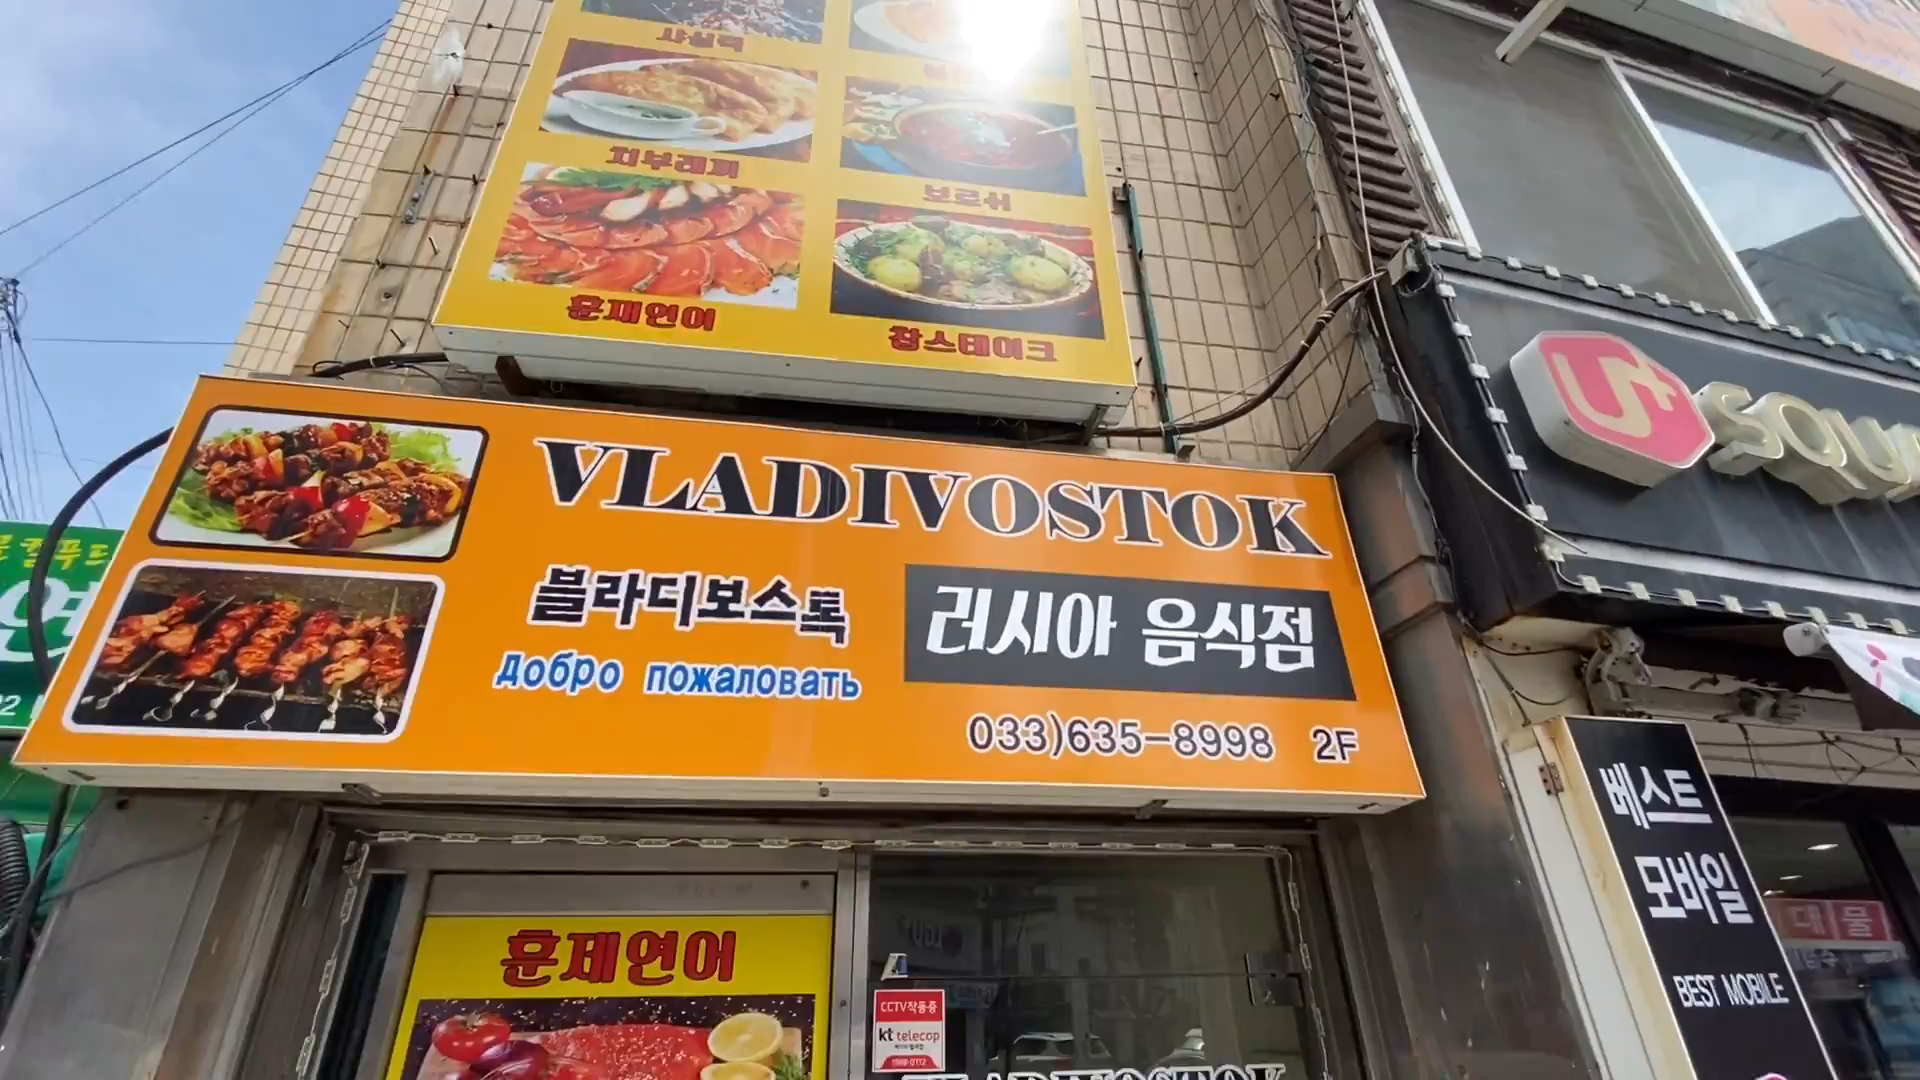 샤실릭
치부레끼
보르쉬
훈제연어
찹스테이크
VLADIVOSTOK
블라디보스톡
러시아 음식점
добро пожаловать
033)635-8998 2F
U+
베스트
모바일
BEST MOBILE
훈제연어
CCTV작동중
kt telecop
VLADIVOSTOK